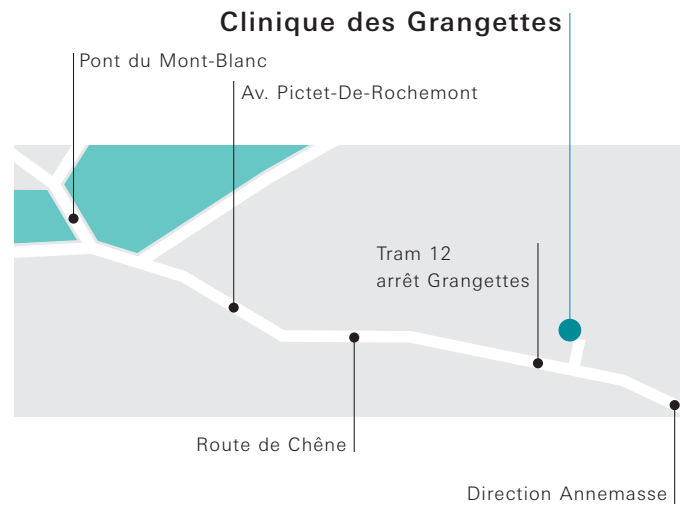 Clinique des Grangettes
Pont du Mont-Blanc
Av. Pictet-De-Rochemont
Tram 12
arrêt Grangettes
Route de Chêne
Direction Annemasse